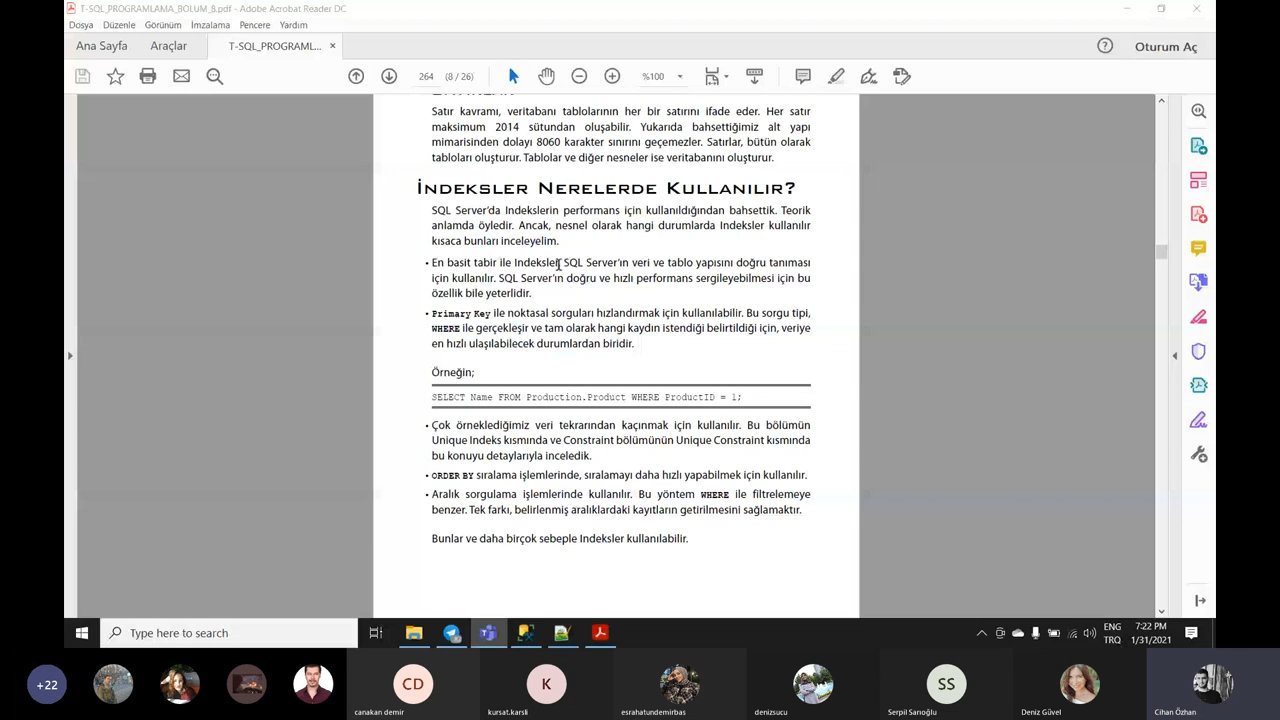 T-SQL_PROGRAMLAMA_BOLUM_8.pdf - Adobe Acrobat Reader DC
Dosya Düzenle Görünüm İmzalama Pencere Yardım
Ana Sayfa Araçlar T-SQL_PROGRAML... × Oturum Aç
264 (8 / 26) %100
Satır kavramı, veritabanı tablolarının her bir satırını ifade eder. Her satır
maksimum 2014 sütundan oluşabilir. Yukarıda bahsettiğimiz alt yapı
mimarisinden dolayı 8060 karakter sınırını geçemezler. Satırlar, bütün olarak
tabloları oluşturur. Tablolar ve diğer nesneler ise veritabanını oluşturur.
İNDEKSLER NERELERDE KULLANILIR?
SQL Server'da Indekslerin performans için kullanıldığından bahsettik. Teorik
anlamda öyledir. Ancak, nesnel olarak hangi durumlarda Indeksler kullanılır
kısaca bunları inceleyelim.
• En basit tabir ile Indeksler, SQL Server'ın veri ve tablo yapısını doğru tanıması
için kullanılır. SQL Server'ın doğru ve hızlı performans sergileyebilmesi için bu
özellik bile yeterlidir.
• Primary Key ile noktasal sorguları hızlandırmak için kullanılabilir. Bu sorgu tipi,
WHERE ile gerçekleşir ve tam olarak hangi kaydın istendiği belirtildiği için, veriye
en hızlı ulaşılabilecek durumlardan biridir.
Örneğin;
SELECT Name FROM Production.Product WHERE ProductID = 1;
• Çok örneklediğimiz veri tekrarından kaçınmak için kullanılır. Bu bölümün
Unique Indeks kısmında ve Constraint bölümünün Unique Constraint kısmında
bu konuyu detaylarıyla inceledik.
• ORDER BY sıralama işlemlerinde, sıralamayı daha hızlı yapabilmek için kullanılır.
• Aralık sorgulama işlemlerinde kullanılır. Bu yöntem WHERE ile filtrelemeye
benzer. Tek farkı, belirlenmiş aralıklardaki kayıtların getirilmesini sağlamaktır.
Bunlar ve daha birçok sebeple Indeksler kullanılabilir.
Type here to search
ENG 7:22 PM
TRQ 1/31/2021
+22 CD K SS
canakan demir kursat.karsli esrahatundemirbas denizsucu Serpil Sarıoğlu Deniz Güvel Cihan Özhan